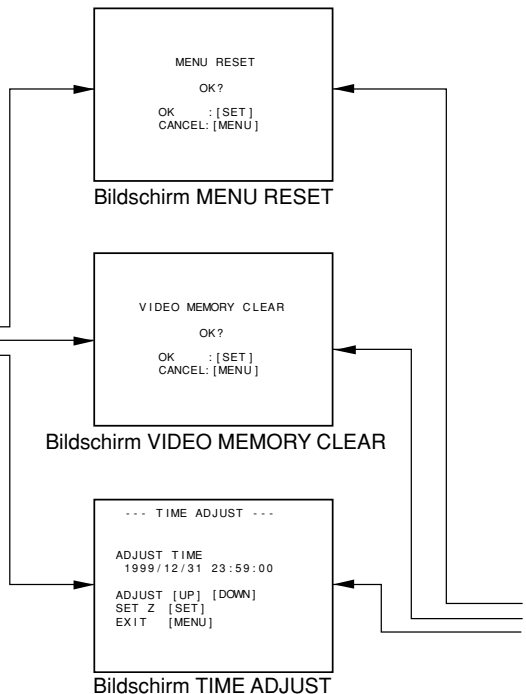 MENU RESET
OK?
OK :[SET]
CANCEL:[MENU]
Bildschirm MENU RESET
VIDEO MEMORY CLEAR
OK?
OK :[SET]
CANCEL:[MENU]
Bildschirm VIDEO MEMORY CLEAR
--- TIME ADJUST ---
ADJUST TIME
1999/12/31 23:59:00
ADJUST [UP] [DOWN]
SET Z [SET]
EXIT [MENU]
Bildschirm TIME ADJUST